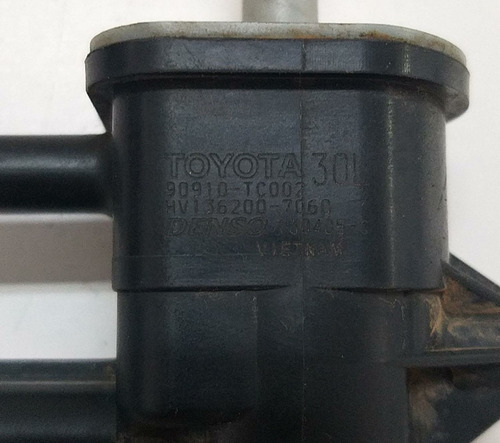 TOYOTA 30
90910-TC002
HV136200-7060
DENSO
VIETNAM